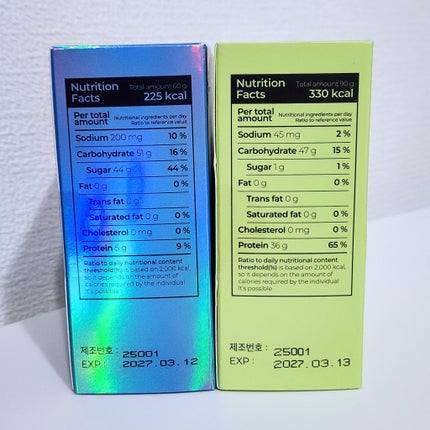 Nutrition Facts
Total amount 60 g
225 kcal
Per total amount
Nutritional ingredients per day
Ratio to reference value
Sodium 200 mg 10 %
Carbohydrate 51 g 16 %
Sugar 44 g 44 %
Fat 0 g 0 %
Trans fat 0 g
Saturated fat 0 g 0 %
Cholesterol 0 mg 0 %
Protein 5 g 9 %
Ratio to daily nutritional content
threshold(%) is based on 2,000 kcal,
so it depends on the amount of
calories required by the individual
It's possible
제조번호 : 25001
EXP : 2027.03.12
Nutrition Facts
Total amount 90 g
330 kcal
Per total amount
Nutritional ingredients per day
Ratio to reference value
Sodium 45 mg 2 %
Carbohydrate 47 g 15 %
Sugar 1 g 1 %
Fat 0 g 0 %
Trans fat 0 g
Saturated fat 0 g 0 %
Cholesterol 0 mg 0 %
Protein 36 g 65 %
Ratio to daily nutritional content
threshold(%) is based on 2,000 kcal,
so it depends on the amount of
calories required by the individual
It's possible
제조번호 : 25001
EXP : 2027.03.13